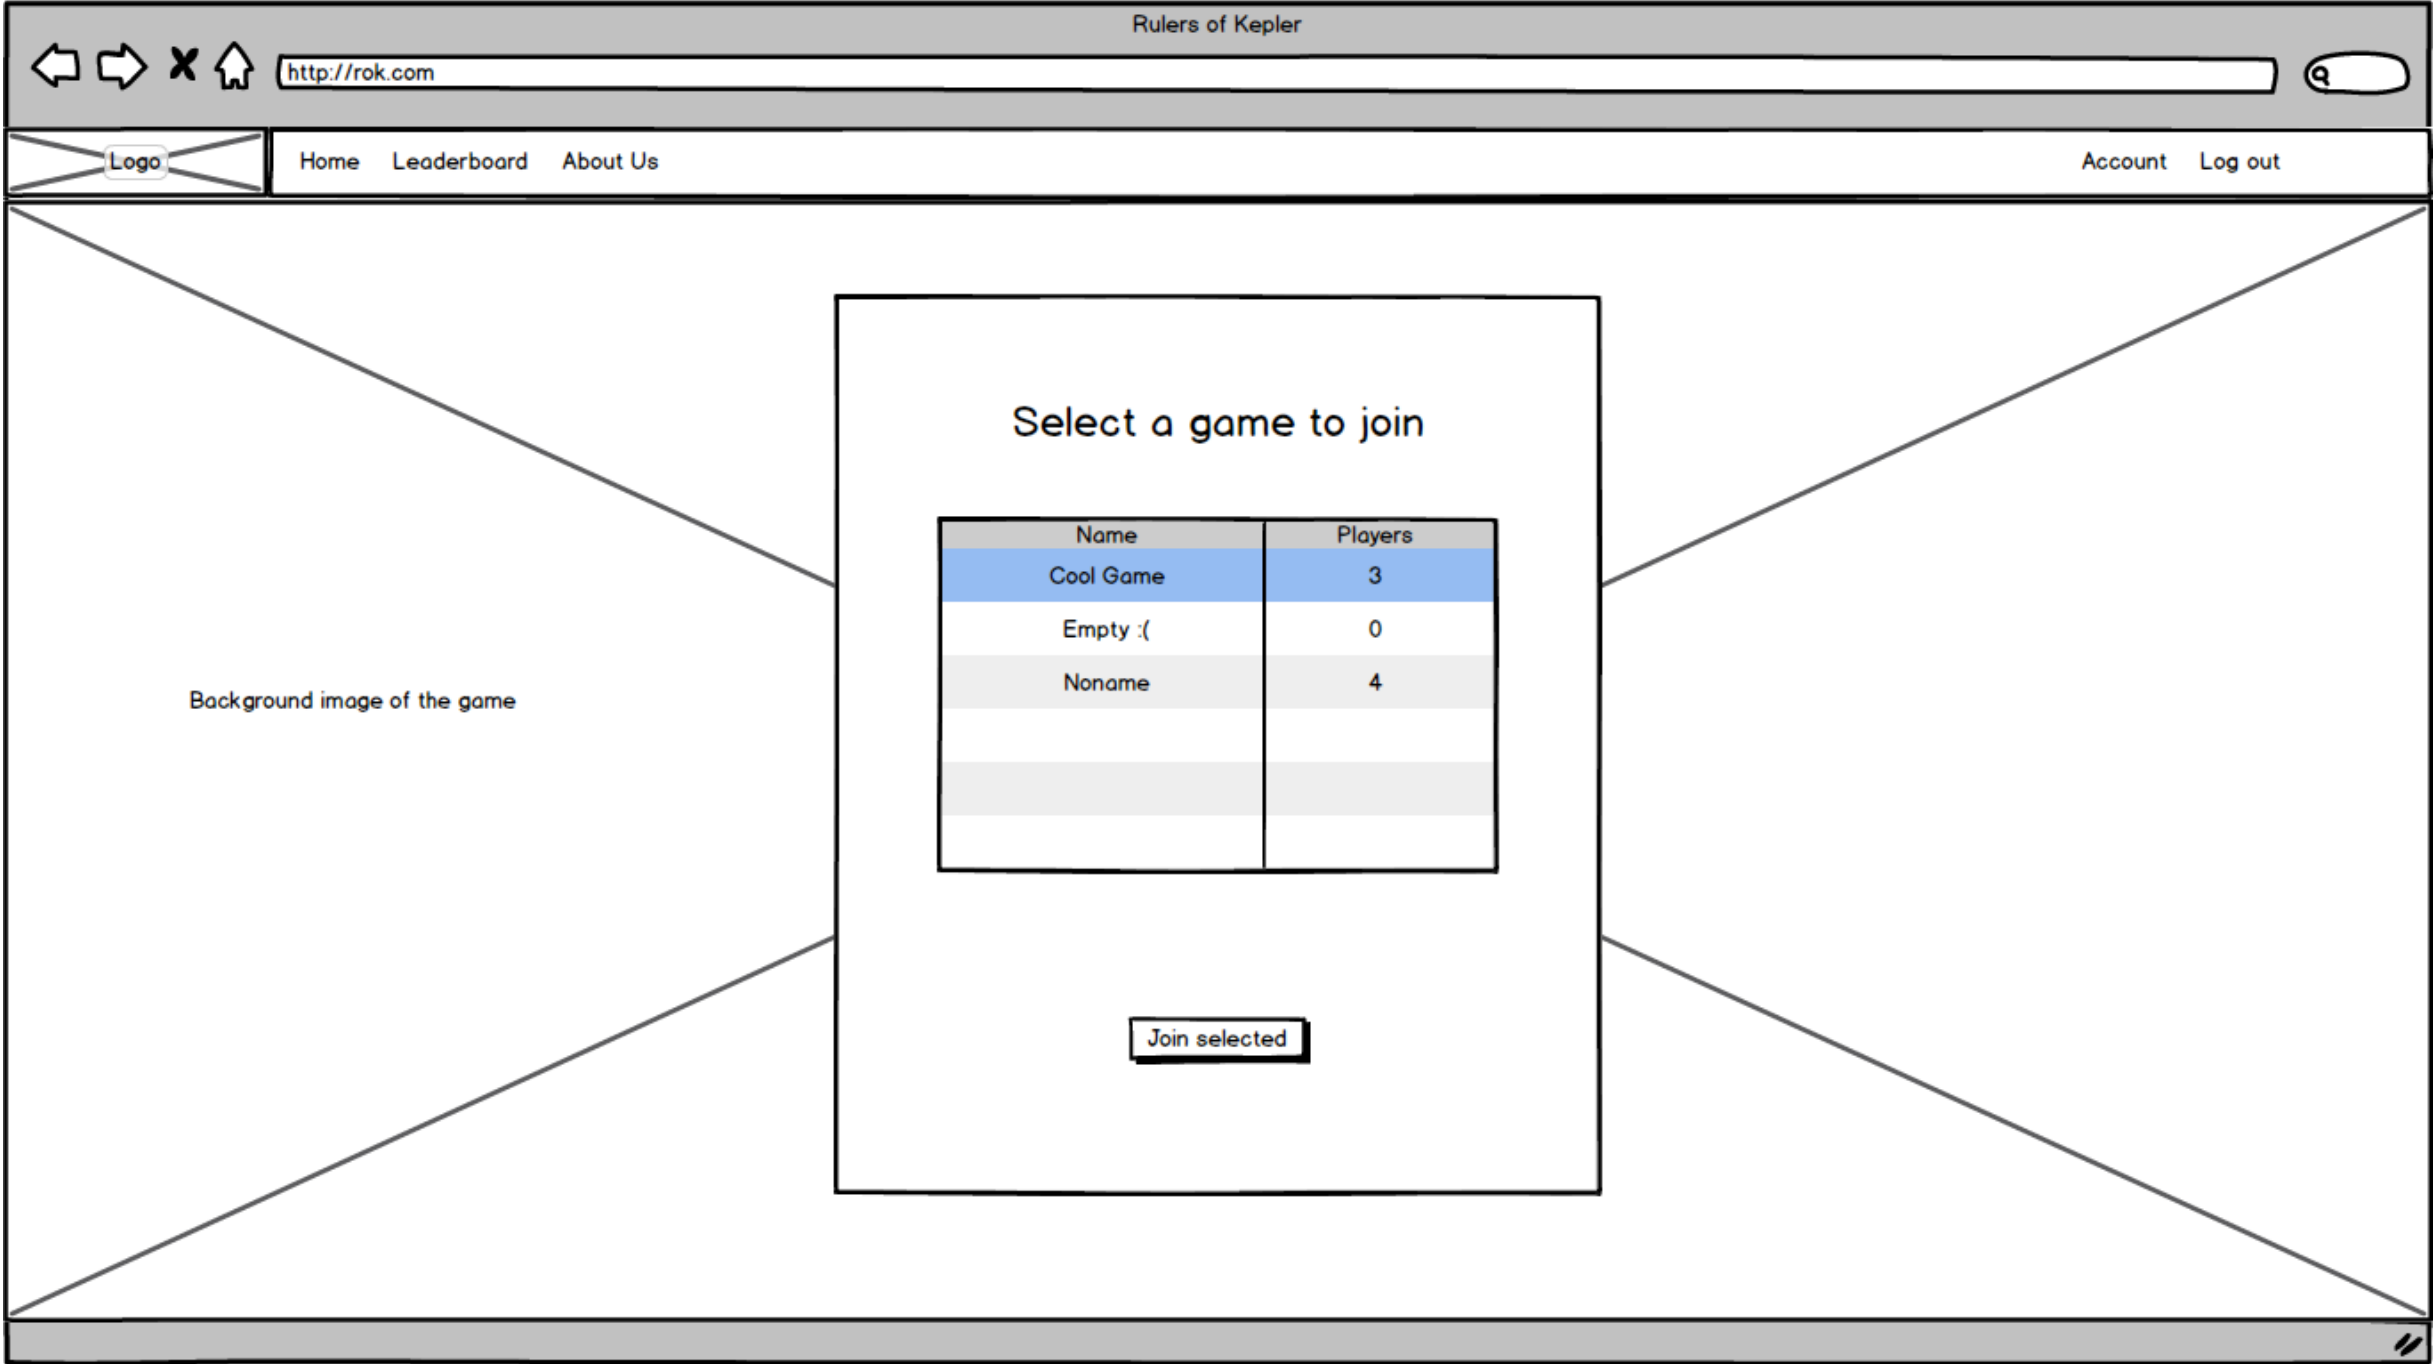 Rulers of Kepler
http://rok.com
Logo Home Leaderboard About Us Account Log out
Select a game to join
Name Players
Cool Game 3
Empty :( 0
Noname 4
Background image of the game
Join selected